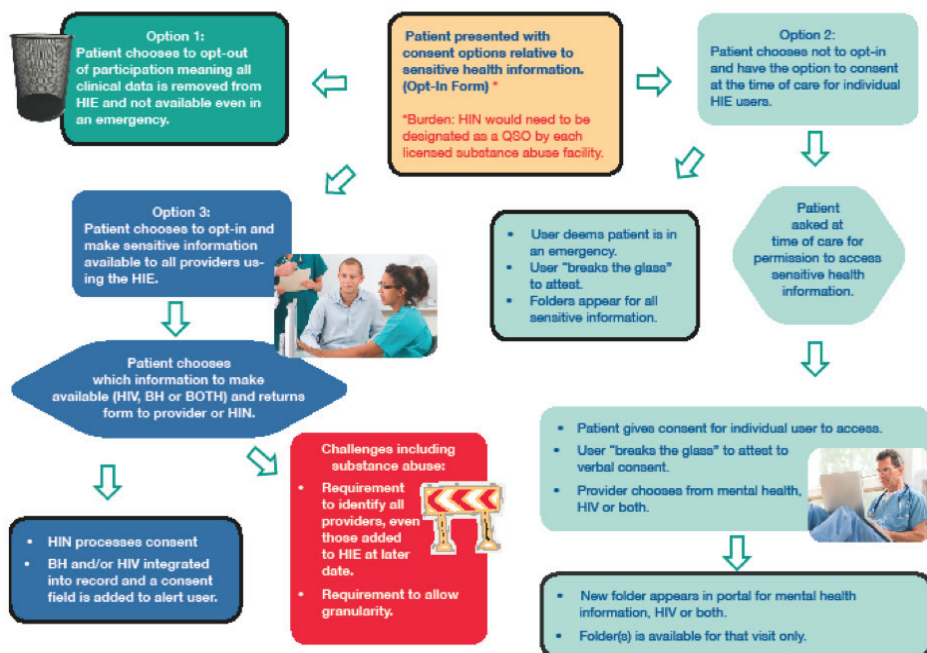 Option 1:
Patient chooses to opt-out
of participation meaning all
clinical data is removed from
HIE and not available even in
an emergency.
Patient presented with
consent options relative to
sensitive health information.
(Opt-In Form) *
*Burden: HIN would need to be
designated as a QSO by each
licensed substance abuse facility.
Option 2:
Patient chooses not to opt-in
and have the option to consent
at the time of care for individual
HIE users.
Option 3:
Patient chooses to opt-in and
make sensitive information
available to all providers us-
ing the HIE.
• User deems patient is in
an emergency.
• User "breaks the glass"
to attest.
• Folders appear for all
sensitive information.
Patient
asked at
time of care for
permission to access
sensitive health
information.
Patient chooses
which information to make
available (HIV, BH or BOTH) and returns
form to provider or HIN.
Challenges including
substance abuse:
• Requirement
to identify all
providers, even
those added
to HIE at later
date.
• Requirement to allow
granularity.
• Patient gives consent for individual user to access.
• User "breaks the glass" to attest to
verbal consent.
• Provider chooses from mental health,
HIV or both.
• HIN processes consent
• BH and/or HIV integrated
into record and a consent
field is added to alert user.
• New folder appears in portal for mental health
information, HIV or both.
• Folder(s) is available for that visit only.